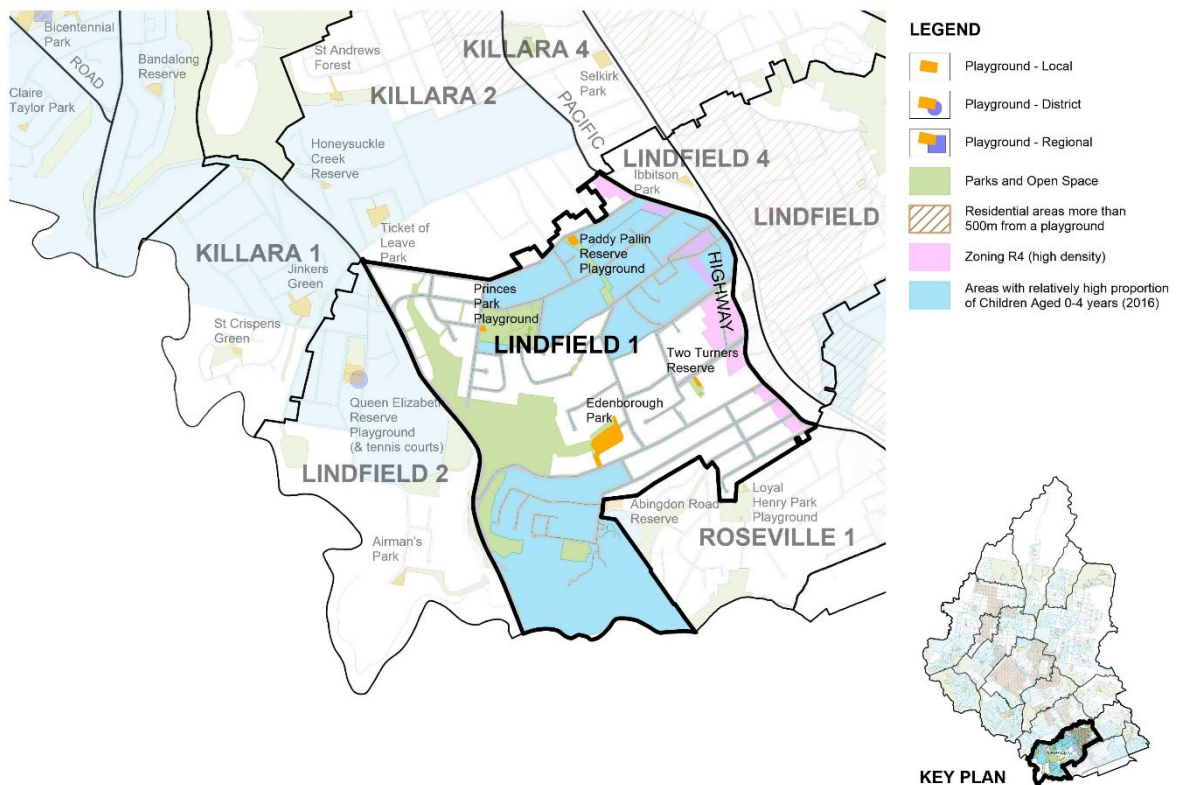 Bicentennial
Park
ROAD
Bandalong
Reserve
Claire
Taylor Park
St Andrews
Forest
KILLARA 4
Selkirk
Park
KILLARA 2
PACIFIC
Honeysuckle
Creek
Reserve
LINDFIELD 4
Ibbitson
Park
LINDFIELD
Ticket of
Leave
Park
KILLARA 1
Jinkers
Green
St Crispens
Green
Paddy Pallin
Reserve
Playground
HIGHWAY
Princes
Park
Playground
LINDFIELD 1
Two Turners
Reserve
Edenborough
Park
Queen Elizabeth
Reserve
Playground
(& tennis courts)
LINDFIELD 2
Abingdon Road
Reserve
Loyal
Henry Park
Playground
ROSEVILLE 1
Airman's
Park
LEGEND
Playground - Local
Playground - District
Playground - Regional
Parks and Open Space
Residential areas more than
500m from a playground
Zoning R4 (high density)
Areas with relatively high proportion
of Children Aged 0-4 years (2016)
KEY PLAN